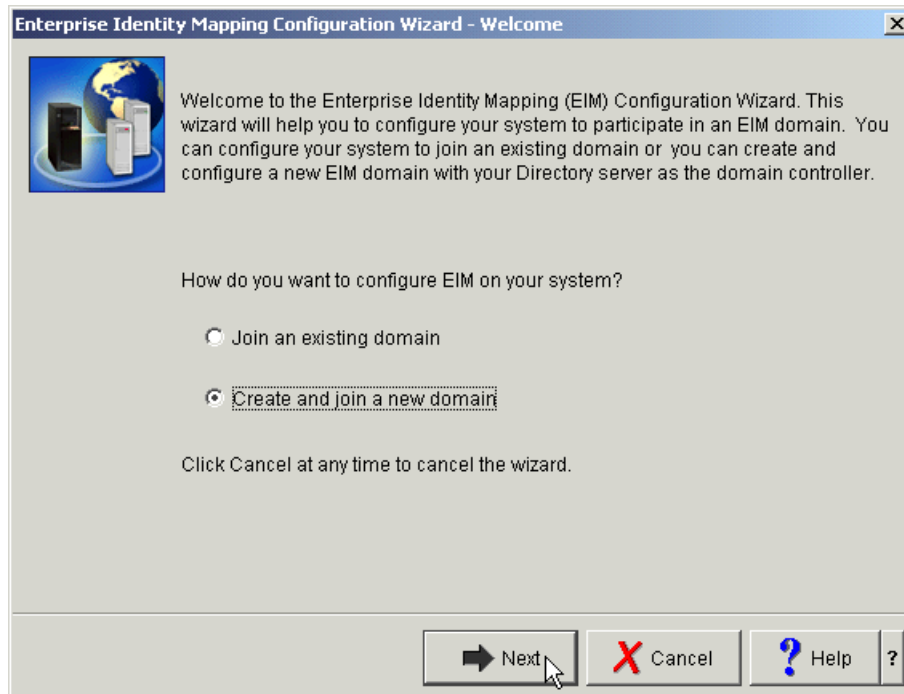 Enterprise Identity Mapping Configuration Wizard - Welcome
Welcome to the Enterprise Identity Mapping (EIM) Configuration Wizard. This
wizard will help you to configure your system to participate in an EIM domain. You
can configure your system to join an existing domain or you can create and
configure a new EIM domain with your Directory server as the domain controller.
How do you want to configure EIM on your system?
Join an existing domain
Create and join a new domain
Click Cancel at any time to cancel the wizard.
Next Cancel ? Help ?